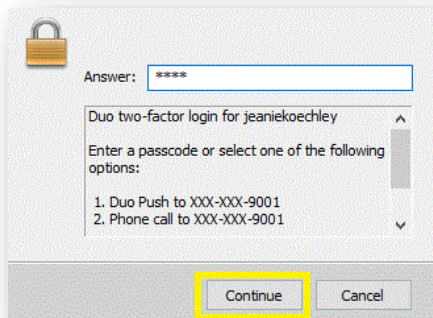 Answer: ****
Duo two-factor login for jeaniekoechley
Enter a passcode or select one of the following
options:
1. Duo Push to XXX-XXX-9001
2. Phone call to XXX-XXX-9001
Continue Cancel